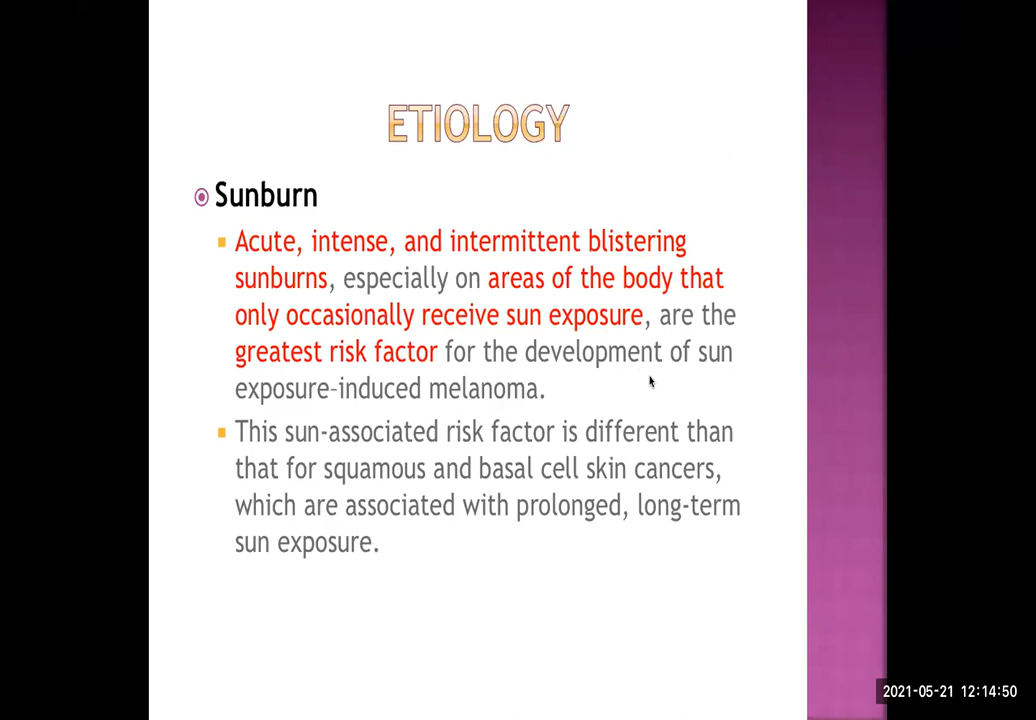 ETIOLOGY
Sunburn
Acute, intense, and intermittent blistering
sunburns, especially on areas of the body that
only occasionally receive sun exposure, are the
greatest risk factor for the development of sun
exposure–induced melanoma.
This sun-associated risk factor is different than
that for squamous and basal cell skin cancers,
which are associated with prolonged, long-term
sun exposure.
2021-05-21 12:14:50